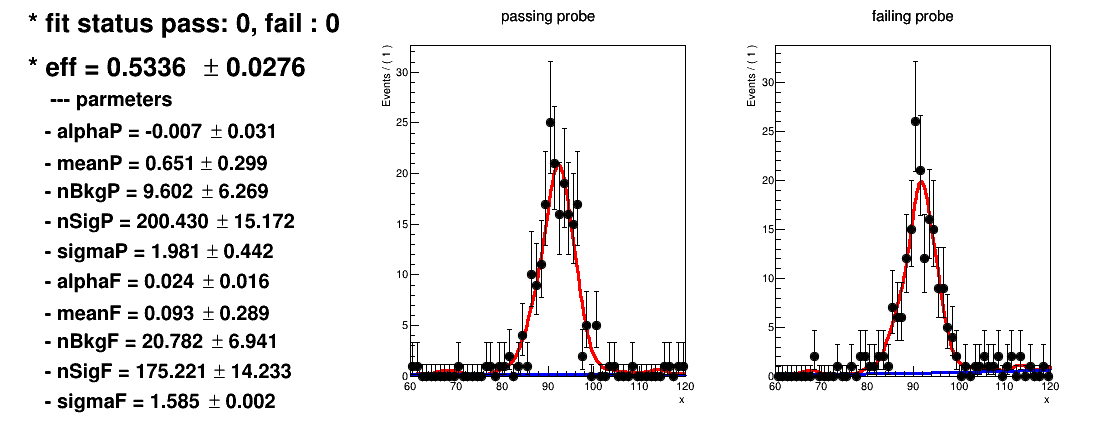 * fit status pass: 0, fail : 0
* eff = 0.5336 ± 0.0276
--- parmeters
- alphaP = -0.007 ± 0.031
- meanP = 0.651 ± 0.299
- nBkgP = 9.602 ± 6.269
- nSigP = 200.430 ± 15.172
- sigmaP = 1.981 ± 0.442
- alphaF = 0.024 ± 0.016
- meanF = 0.093 ± 0.289
- nBkgF = 20.782 ± 6.941
- nSigF = 175.221 ± 14.233
- sigmaF = 1.585 ± 0.002
passing probe
Events / ( 1 )
30
25
20
15
10
5
0
60 70 80 90 100 110 120
x
failing probe
Events / ( 1 )
30
25
20
15
10
5
0
60 70 80 90 100 110 120
x